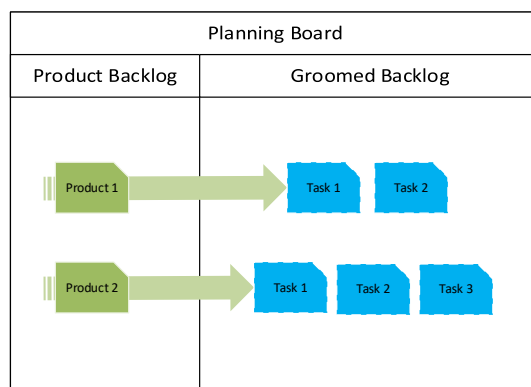 Planning Board
Product Backlog
Groomed Backlog
Product 1
Task 1
Task 2
Product 2
Task 1
Task 2
Task 3